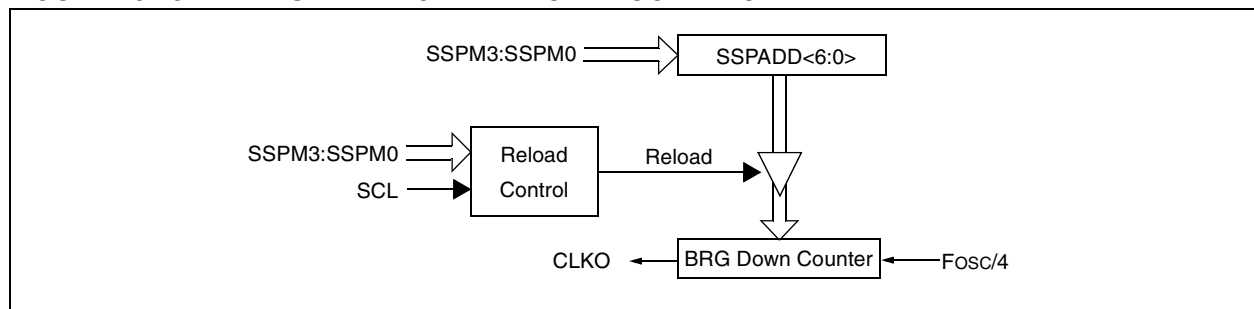 SSPM3:SSPM0
SSPADD<6:0>
SSPM3:SSPM0
SCL
Reload
Control
Reload
CLKO
BRG Down Counter
FOSC/4